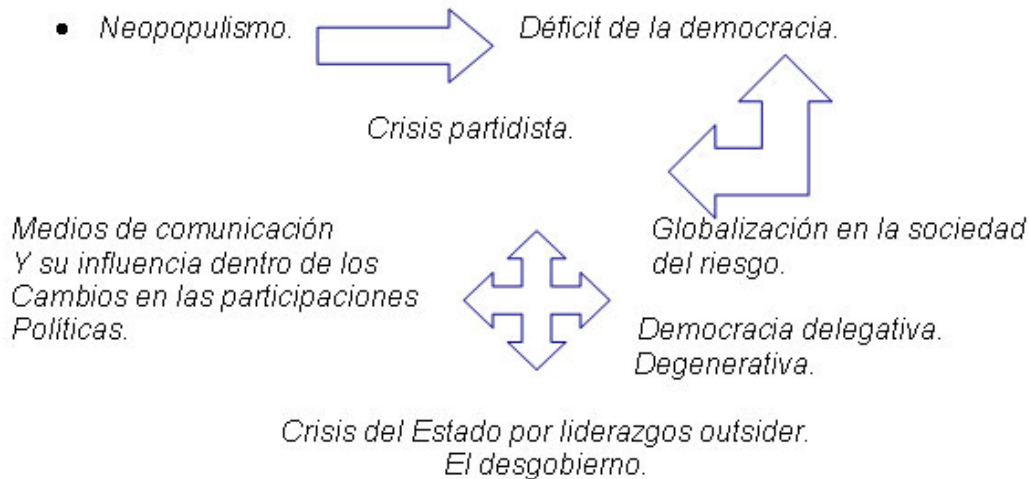 • Neopopulismo.
Déficit de la democracia.
Crisis partidista.
Medios de comunicación
Y su influencia dentro de los
Cambios en las participaciones
Políticas.
Globalización en la sociedad
del riesgo.
Democracia delegativa.
Degenerativa.
Crisis del Estado por liderazgos outsider.
El desgobierno.